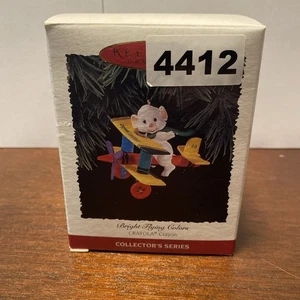 4412
Bright Flying Colors
CRAYOLA® Crayon
COLLECTOR'S SERIES